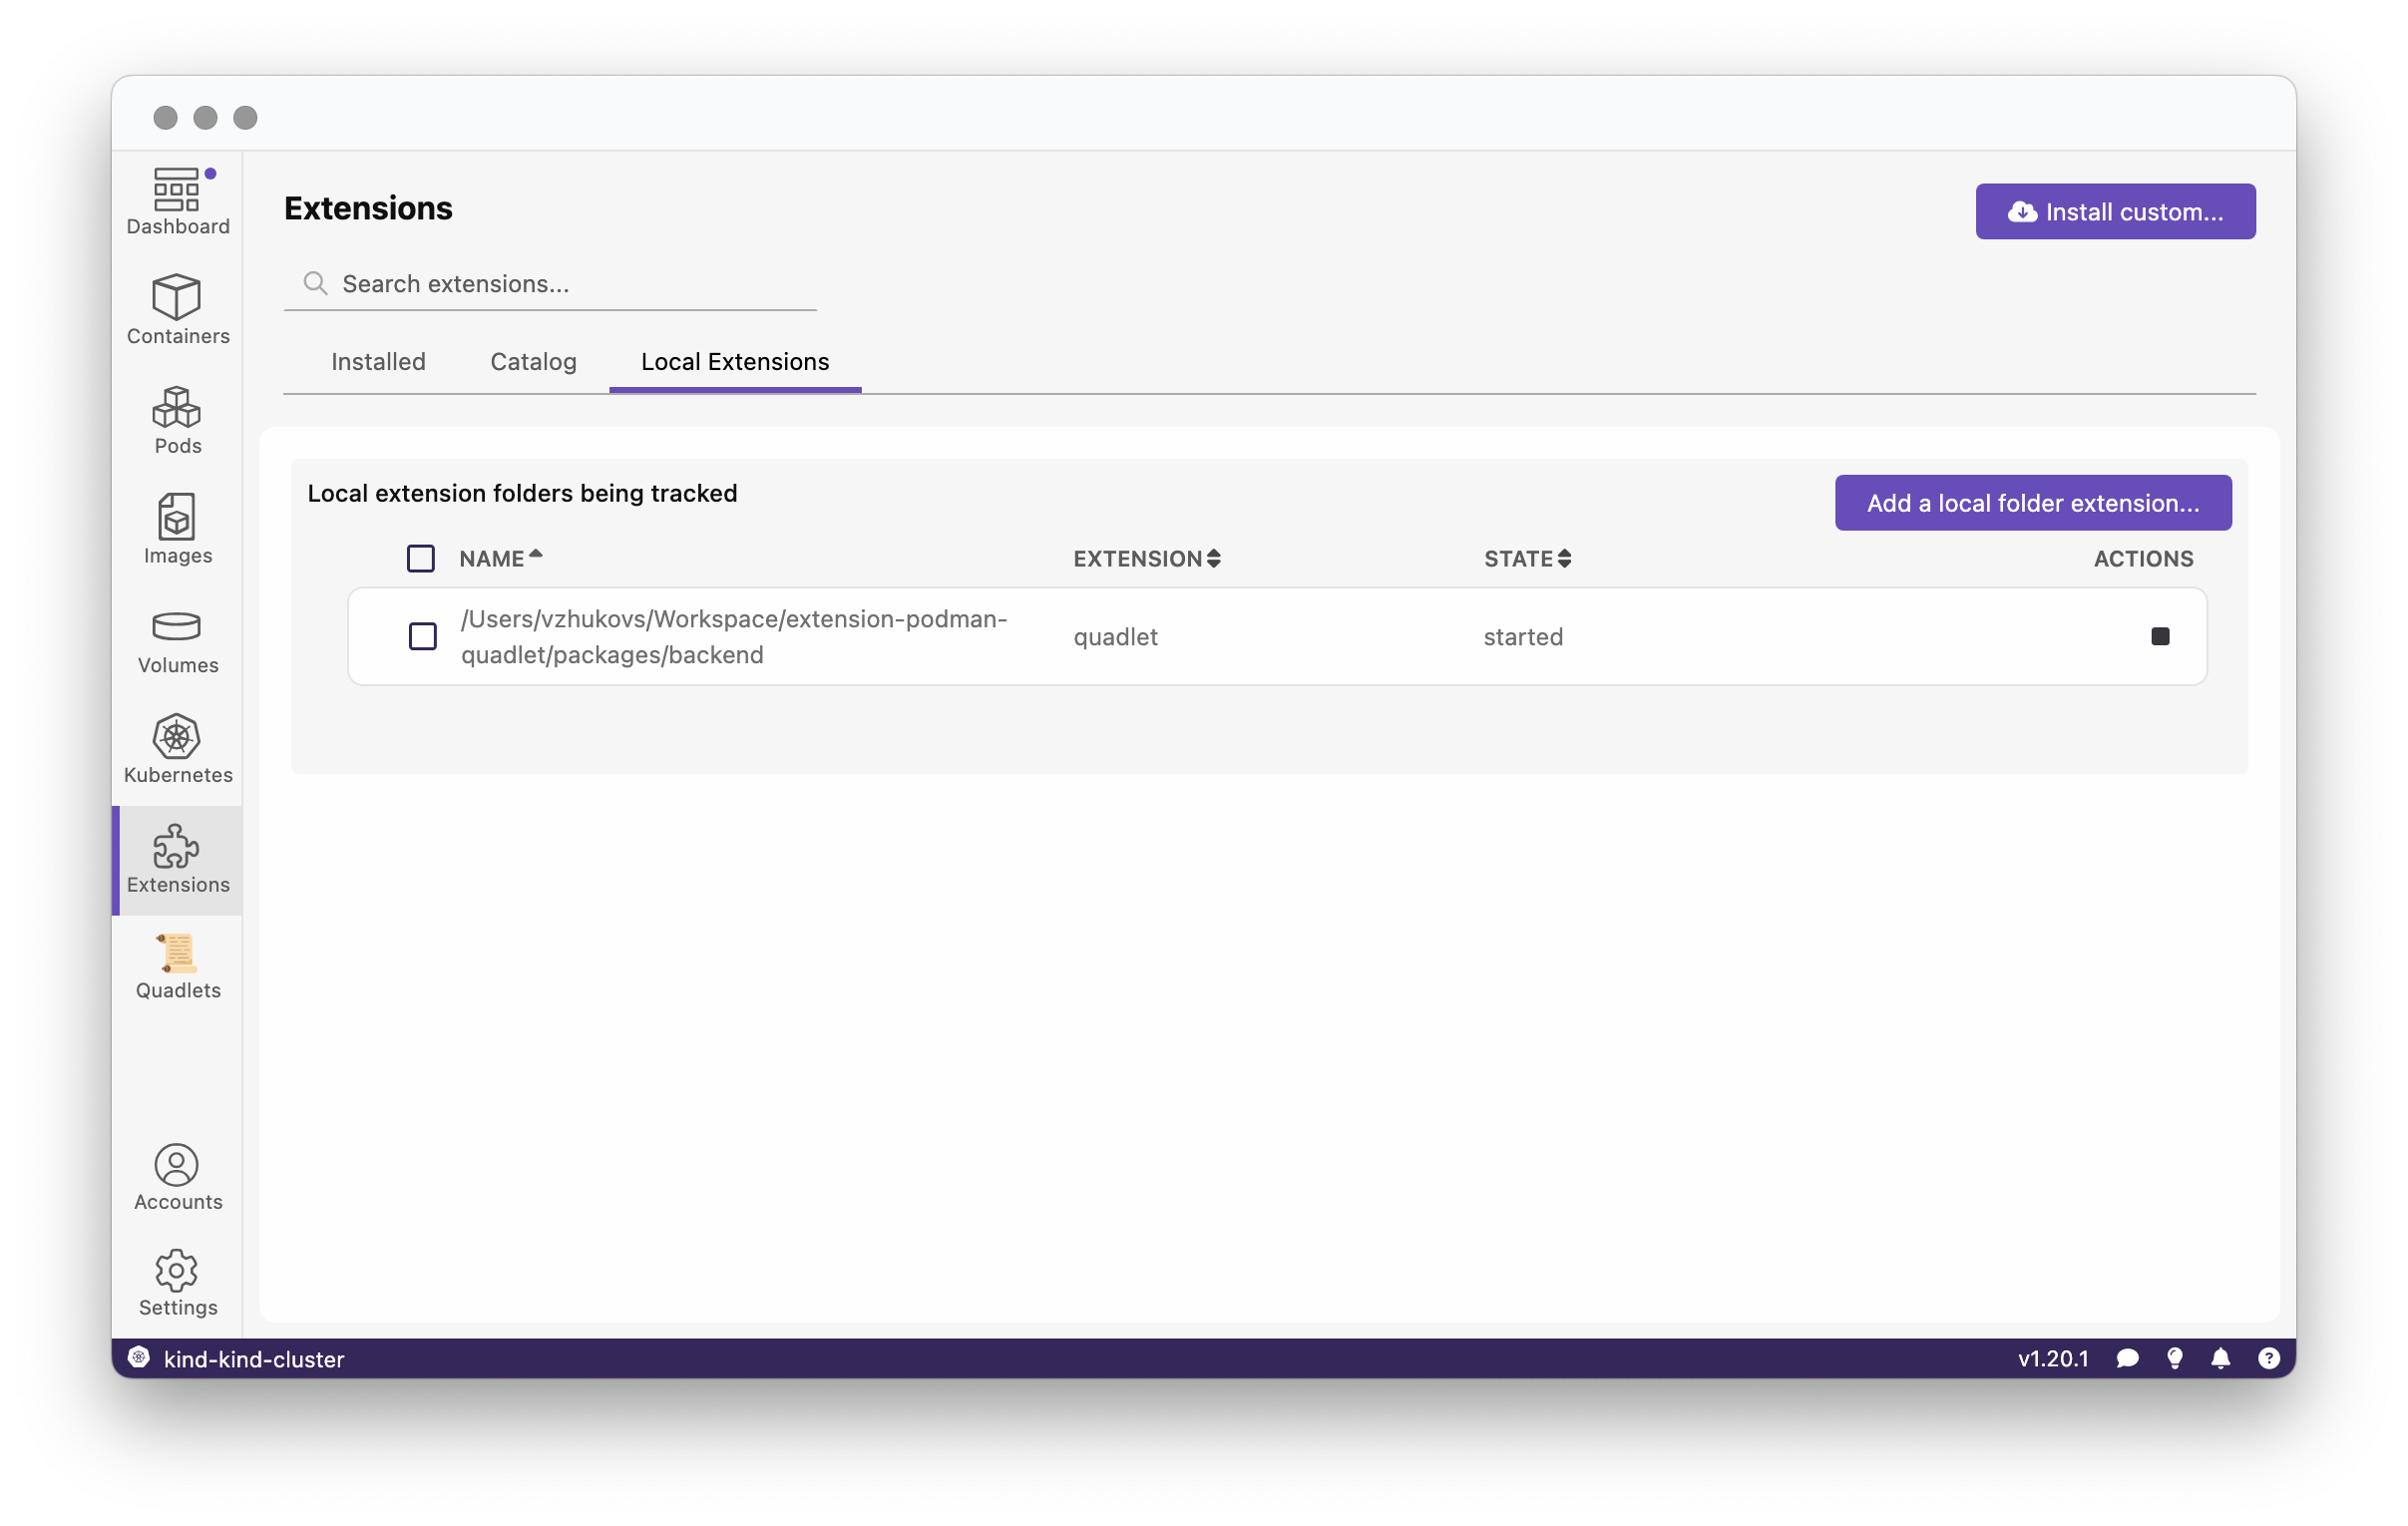 Dashboard
Containers
Pods
Images
Volumes
Kubernetes
Extensions
Quadlets
Accounts
Settings
Extensions
Install custom...
Search extensions...
Installed
Catalog
Local Extensions
Local extension folders being tracked
Add a local folder extension...
NAME
EXTENSION
STATE
ACTIONS
/Users/vzhukovs/Workspace/extension-podman-
quadlet/packages/backend
quadlet
started
kind-kind-cluster
v1.20.1